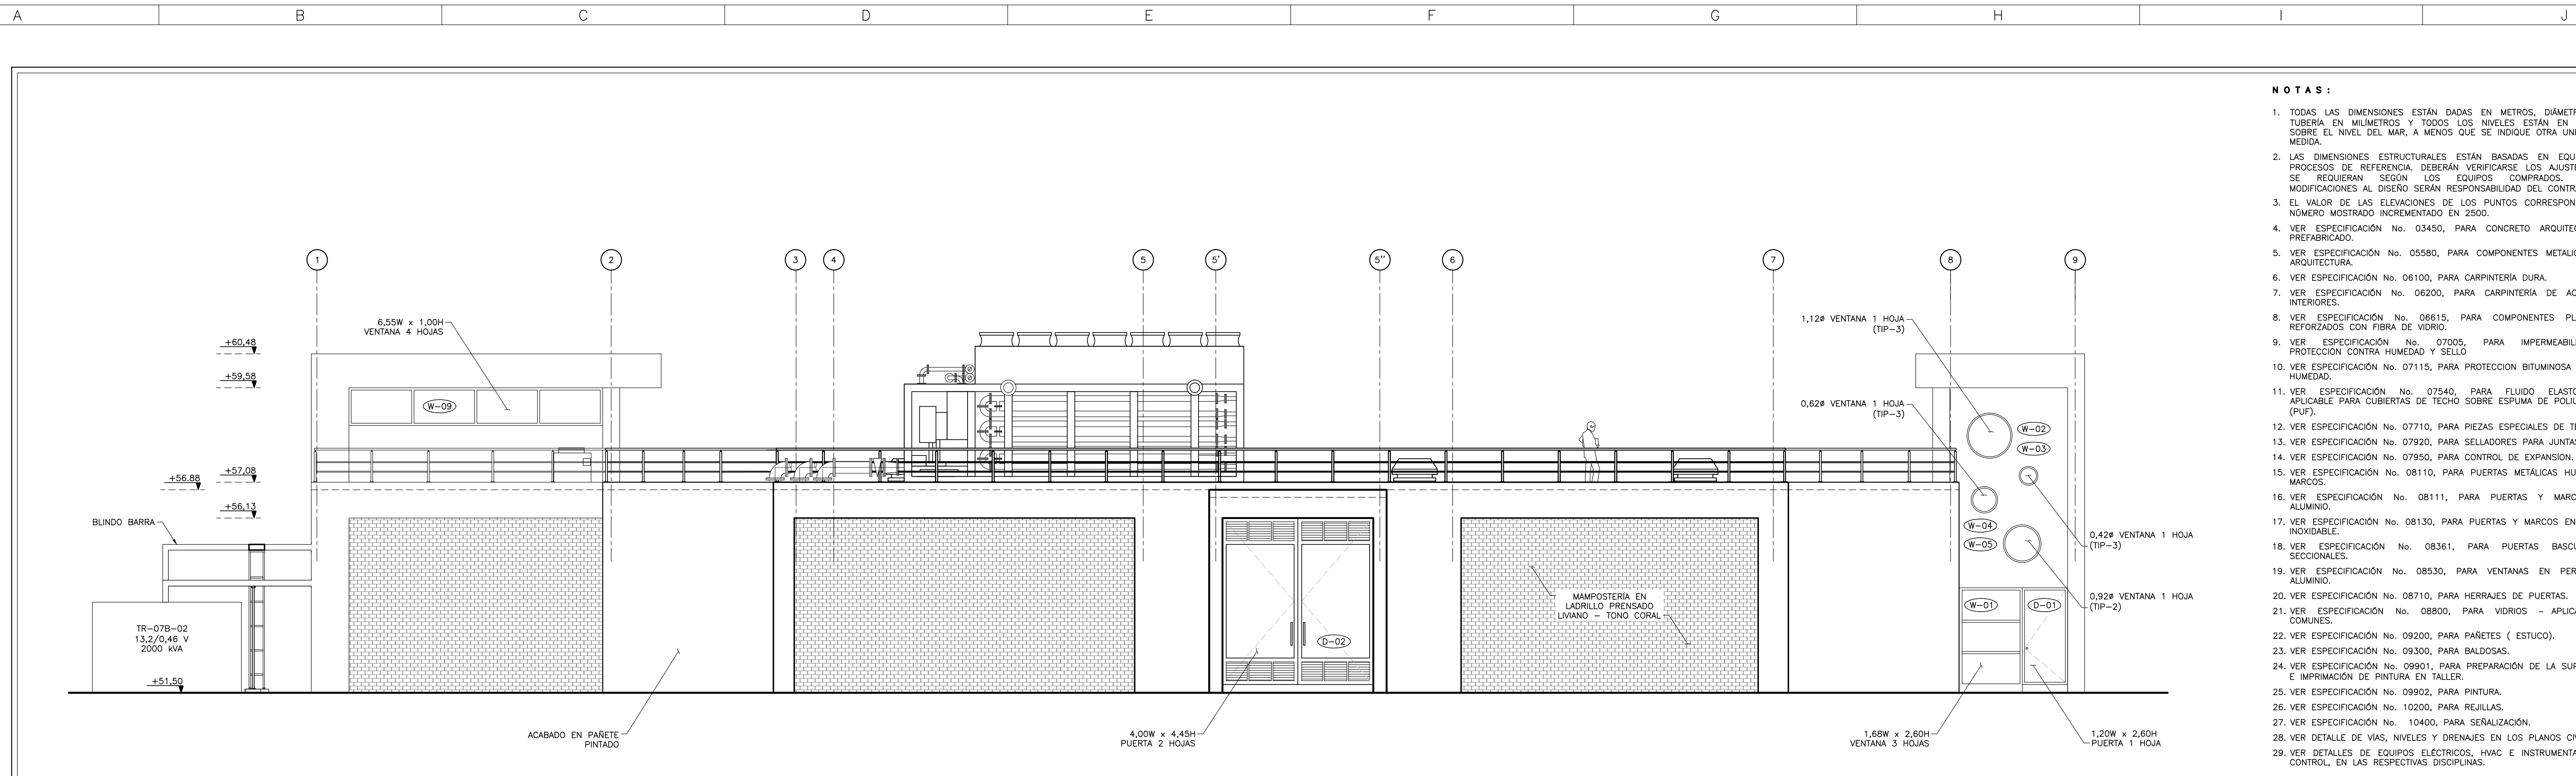 A B C D E F G H I J
1 2 3 4 5 5' 5'' 6 7 8 9
6,55W x 1,00H
VENTANA 4 HOJAS
W-09
+60,48
+59,58
+57,08
+56.88
+56,13
BLINDO BARRA
TR-07B-02
13,2/0,46 V
2000 kVA
+51,50
ACABADO EN PAÑETE
PINTADO
4,00W x 4,45H
PUERTA 2 HOJAS
D-02
MAMPOSTERÍA EN
LADRILLO PRENSADO
LIVIANO - TONO CORAL
1,12ø VENTANA 1 HOJA
(TIP-3)
0,62ø VENTANA 1 HOJA
(TIP-3)
W-02
W-03
W-04
W-05
0,42ø VENTANA 1 HOJA
(TIP-3)
0,92ø VENTANA 1 HOJA
(TIP-2)
W-01
D-01
1,68W x 2,60H
VENTANA 3 HOJAS
1,20W x 2,60H
PUERTA 1 HOJA
NOTAS:
1. TODAS LAS DIMENSIONES ESTÁN DADAS EN METROS, DIÁMETR
TUBERÍA EN MILÍMETROS Y TODOS LOS NIVELES ESTÁN EN
SOBRE EL NIVEL DEL MAR, A MENOS QUE SE INDIQUE OTRA UNI
MEDIDA.
2. LAS DIMENSIONES ESTRUCTURALES ESTÁN BASADAS EN EQU
PROCESOS DE REFERENCIA. DEBERÁN VERIFICARSE LOS AJUST
SE REQUIERAN SEGÚN LOS EQUIPOS COMPRADOS.
MODIFICACIONES AL DISEÑO SERÁN RESPONSABILIDAD DEL CONTR
3. EL VALOR DE LAS ELEVACIONES DE LOS PUNTOS CORRESPON
NÚMERO MOSTRADO INCREMENTADO EN 2500.
4. VER ESPECIFICACIÓN No. 03450, PARA CONCRETO ARQUITE
PREFABRICADO.
5. VER ESPECIFICACIÓN No. 05580, PARA COMPONENTES METALI
ARQUITECTURA.
6. VER ESPECIFICACIÓN No. 06100, PARA CARPINTERÍA DURA.
7. VER ESPECIFICACIÓN No. 06200, PARA CARPINTERÍA DE AC
INTERIORES.
8. VER ESPECIFICACIÓN No. 06615, PARA COMPONENTES PL
REFORZADOS CON FIBRA DE VIDRIO.
9. VER ESPECIFICACIÓN No. 07005, PARA IMPERMEABIL
PROTECCION CONTRA HUMEDAD Y SELLO
10. VER ESPECIFICACIÓN No. 07115, PARA PROTECCION BITUMINOSA
HUMEDAD.
11. VER ESPECIFICACIÓN No. 07540, PARA FLUIDO ELASTO
APLICABLE PARA CUBIERTAS DE TECHO SOBRE ESPUMA DE POLIU
(PUF).
12. VER ESPECIFICACIÓN No. 07710, PARA PIEZAS ESPECIALES DE T
13. VER ESPECIFICACIÓN No. 07920, PARA SELLADORES PARA JUNTA
14. VER ESPECIFICACIÓN No. 07950, PARA CONTROL DE EXPANSÍON.
15. VER ESPECIFICACIÓN No. 08110, PARA PUERTAS METÁLICAS HU
MARCOS.
16. VER ESPECIFICACIÓN No. 08111, PARA PUERTAS Y MARC
ALUMINIO.
17. VER ESPECIFICACIÓN No. 08130, PARA PUERTAS Y MARCOS EN
INOXIDABLE.
18. VER ESPECIFICACIÓN No. 08361, PARA PUERTAS BASCU
SECCIONALES.
19. VER ESPECIFICACIÓN No. 08530, PARA VENTANAS EN PER
ALUMINIO.
20. VER ESPECIFICACIÓN No. 08710, PARA HERRAJES DE PUERTAS.
21. VER ESPECIFICACIÓN No. 08800, PARA VIDRIOS - APLICA
COMUNES.
22. VER ESPECIFICACIÓN No. 09200, PARA PAÑETES ( ESTUCO).
23. VER ESPECIFICACIÓN No. 09300, PARA BALDOSAS.
24. VER ESPECIFICACIÓN No. 09901, PARA PREPARACIÓN DE LA SUP
E IMPRIMACIÓN DE PINTURA EN TALLER.
25. VER ESPECIFICACIÓN No. 09902, PARA PINTURA.
26. VER ESPECIFICACIÓN No. 10200, PARA REJILLAS.
27. VER ESPECIFICACIÓN No. 10400, PARA SEÑALIZACIÓN.
28. VER DETALLE DE VÍAS, NIVELES Y DRENAJES EN LOS PLANOS CI
29. VER DETALLES DE EQUIPOS ELÉCTRICOS, HVAC E INSTRUMENTA
CONTROL, EN LAS RESPECTIVAS DISCIPLINAS.